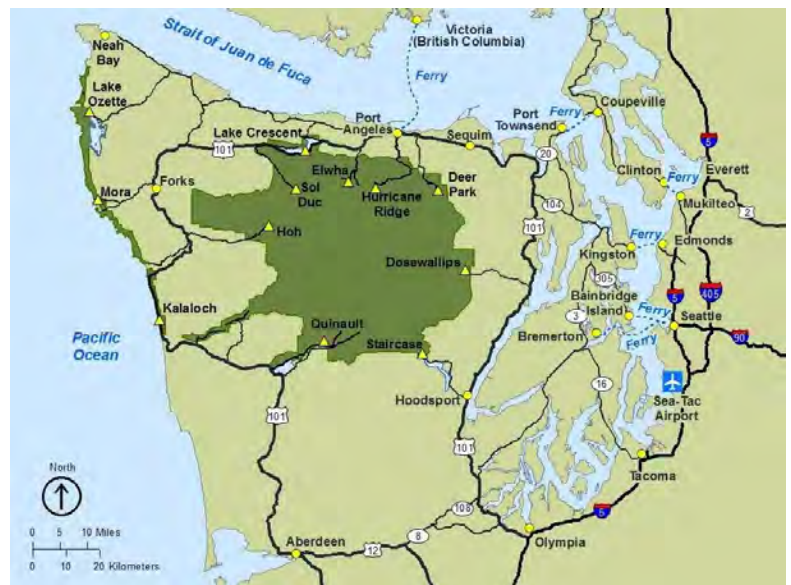 Victoria
(British Columbia)
Neah
Bay
Strait of Juan de Fuca
Ferry
Lake
Ozette
Port
Angeles
Port
Townsend
Ferry
Coupeville
Lake Crescent
101
Sequim
20
5
Everett
Elwha
Deer
Park
Clinton
Ferry
Mukilteo
Forks
Mora
Sol
Duc
Hurricane
Ridge
104
2
Hoh
101
Ferry
Edmonds
Kingston
Dosewallips
305
Bainbridge
Island
5
405
Kalaloch
3
Ferry
Seattle
Quinault
Bremerton
Ferry
90
Pacific
Ocean
Staircase
16
Sea-Tac
Airport
Hoodsport
101
101
North
Tacoma
108
0 5 10 Miles
0 10 20 Kilometers
Aberdeen
12
8
Olympia
5